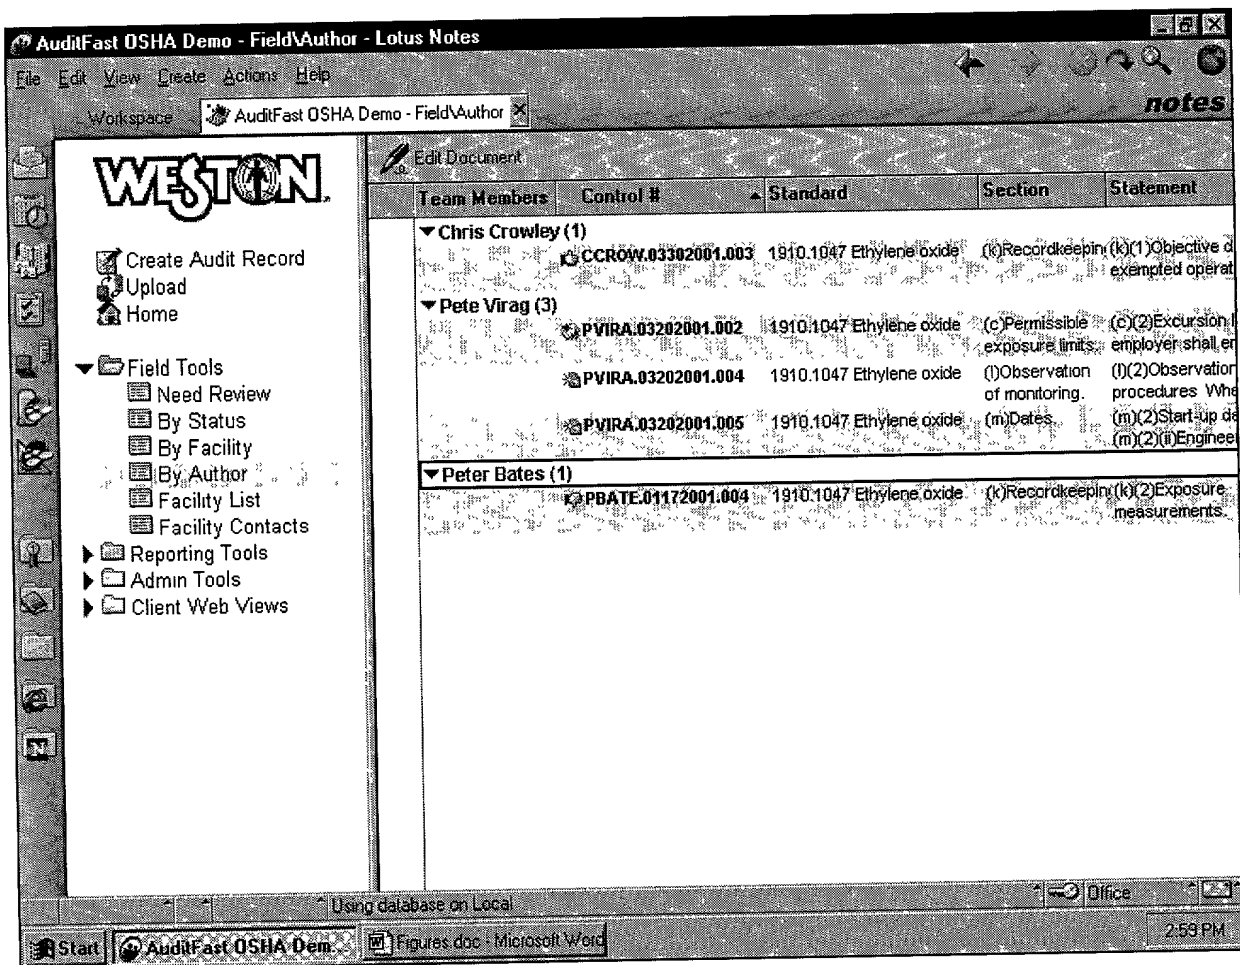 AuditFast OSHA Demo - Field\Author - Lotus Notes
File Edit View Create Actions Help
Workspace AuditFast OSHA Demo - Field\Author
notes
WESTON.
Edit Document
Team Members Control # Standard Section Statement
Create Audit Record
Upload
Home
Field Tools
Need Review
By Status
By Facility
By Author
Facility List
Facility Contacts
Reporting Tools
Admin Tools
Client Web Views
Chris Crowley (1)
CCROW.03302001.003 1910.1047 Ethylene oxide (k)Recordkeepin (k)(1)Objective d
exempted operat
Pete Virag (3)
PVIRA.03202001.002 1910.1047 Ethylene oxide (c)Permissible (c)(2)Excursion l
exposure limits. employer shall en
PVIRA.03202001.004 1910.1047 Ethylene oxide (l)Observation (l)(2)Observation
of monitoring. procedures Whe
PVIRA.03202001.005 1910.1047 Ethylene oxide (m)Dates. (m)(2)Start-up da
(m)(2)(ii)Engineer
Peter Bates (1)
PBATE.01172001.004 1910.1047 Ethylene oxide (k)Recordkeepin (k)(2)Exposure
measurements.
Using database on Local Office
Start AuditFast OSHA Dem... Figures.doc - Microsoft Word 2:59 PM